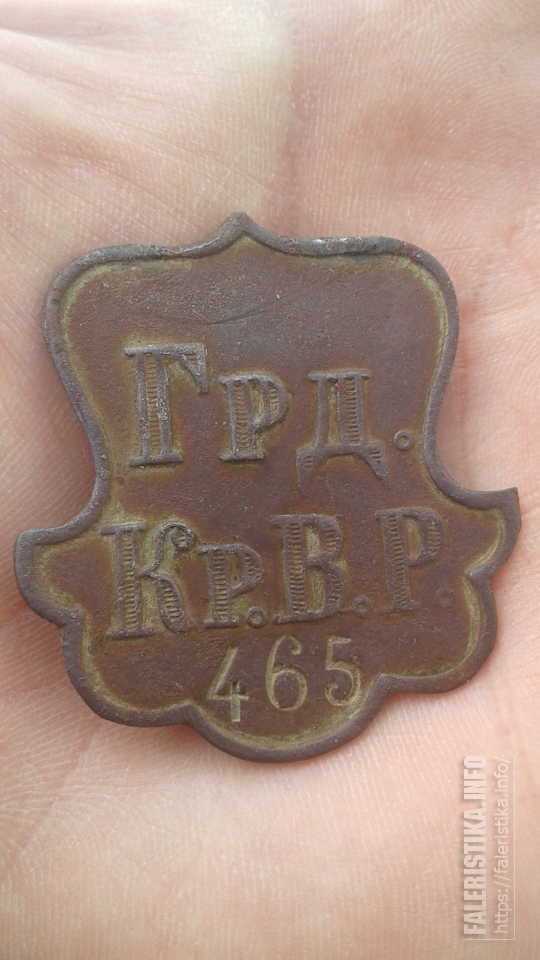 Грд.
Кр.В.Р.
465
FALERISTIKA.INFO
https://faleristika.info/